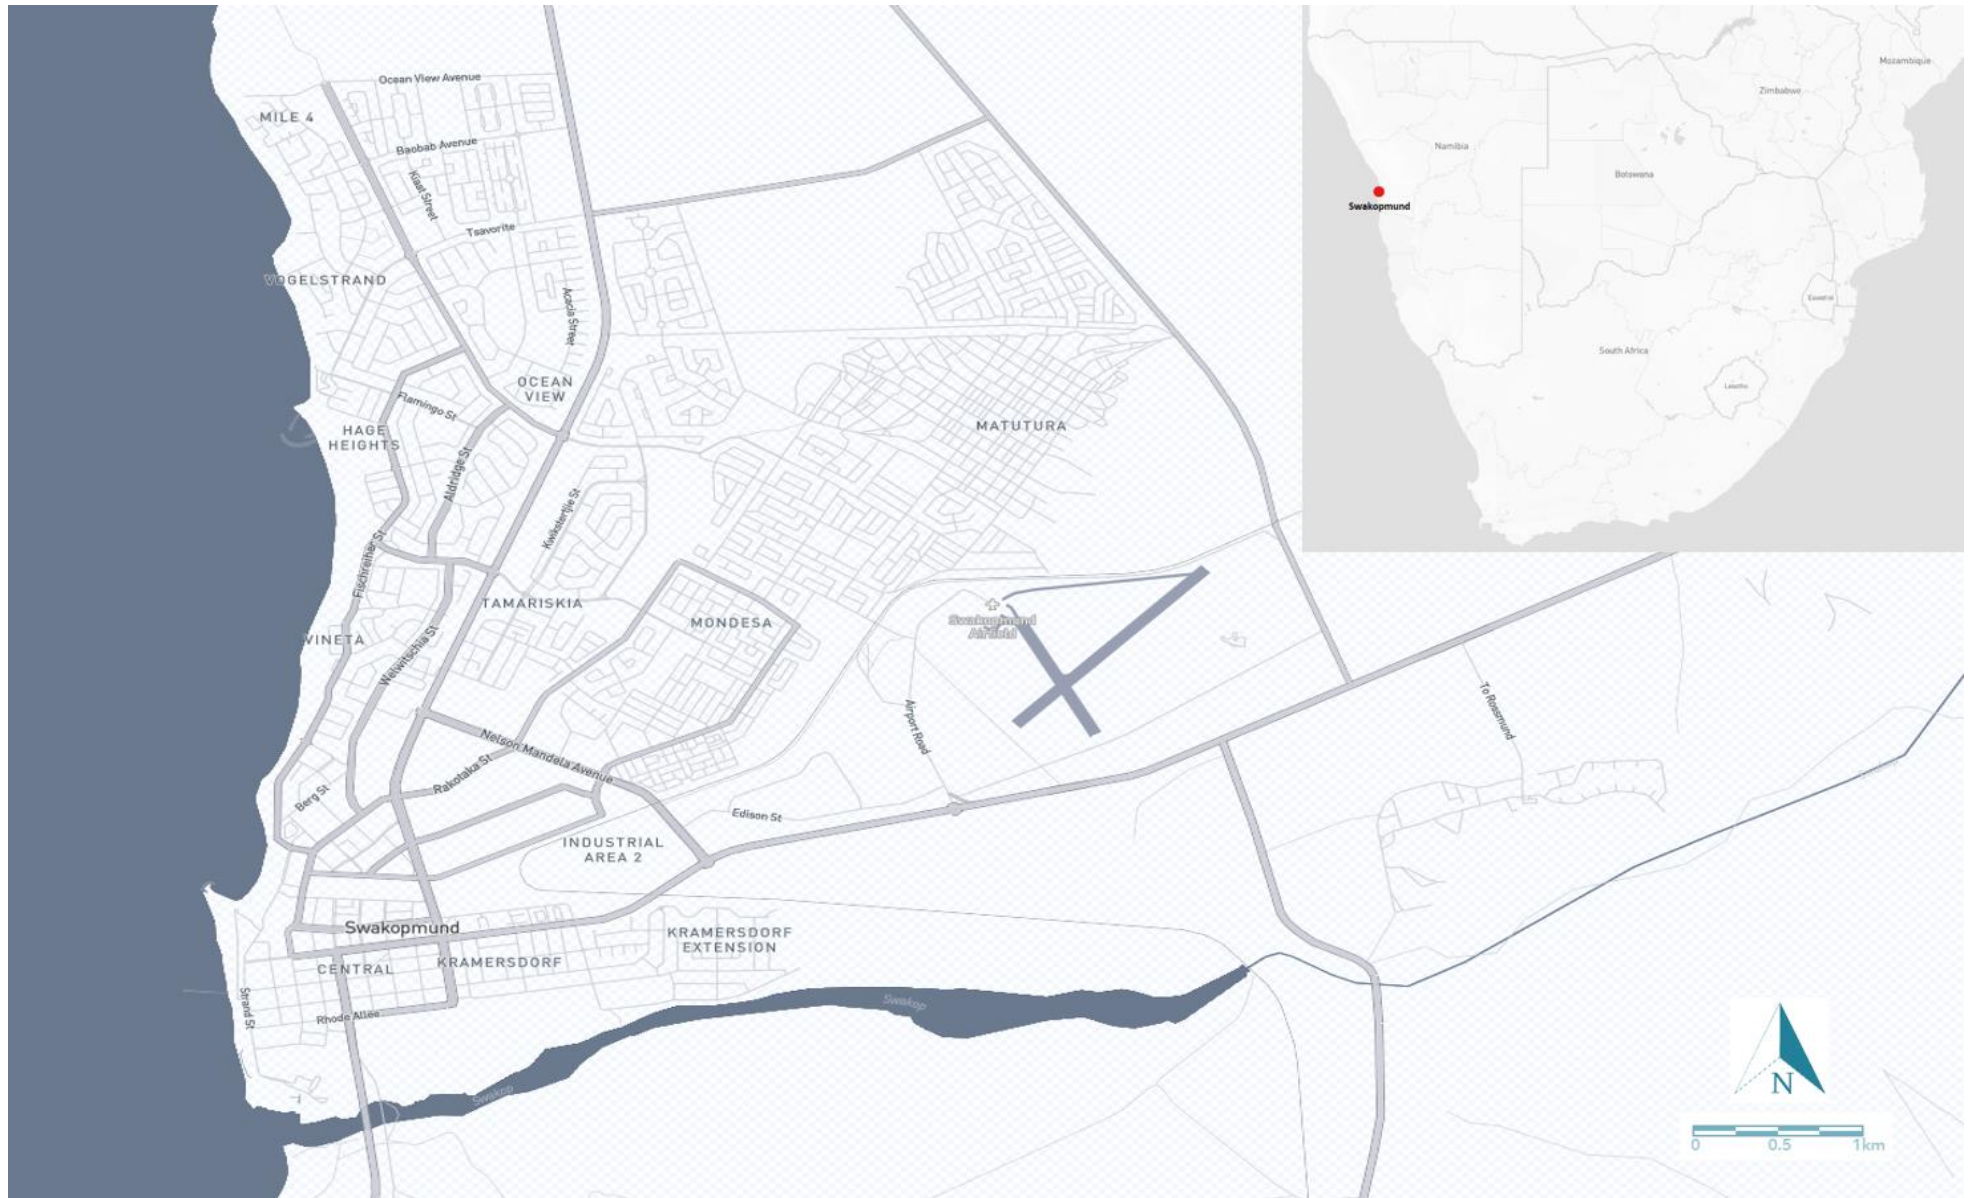 Ocean View Avenue
MILE 4
Baobab Avenue
Kiaat Street
Tsavorite
VOGELSTRAND
Acacia Street
OCEAN
VIEW
Flamingo St
HAGE
HEIGHTS
MATUTURA
Aldridge St
Kwikstertjie St
Fischreiher St
TAMARISKIA
MONDESA
Swakopmund
Airfield
VINETA
Welwitschia St
Airport Road
To Rossmund
Nelson Mandela Avenue
Rakotaka St
Berg St
Edison St
INDUSTRIAL
AREA 2
Swakopmund
KRAMERSDORF
EXTENSION
CENTRAL
KRAMERSDORF
Strand St
Rhode Allee
Swakop
Swakop
Mozambique
Zimbabwe
Namibia
Botswana
Swakopmund
Eswatini
South Africa
Lesotho
N
0 0.5 1km